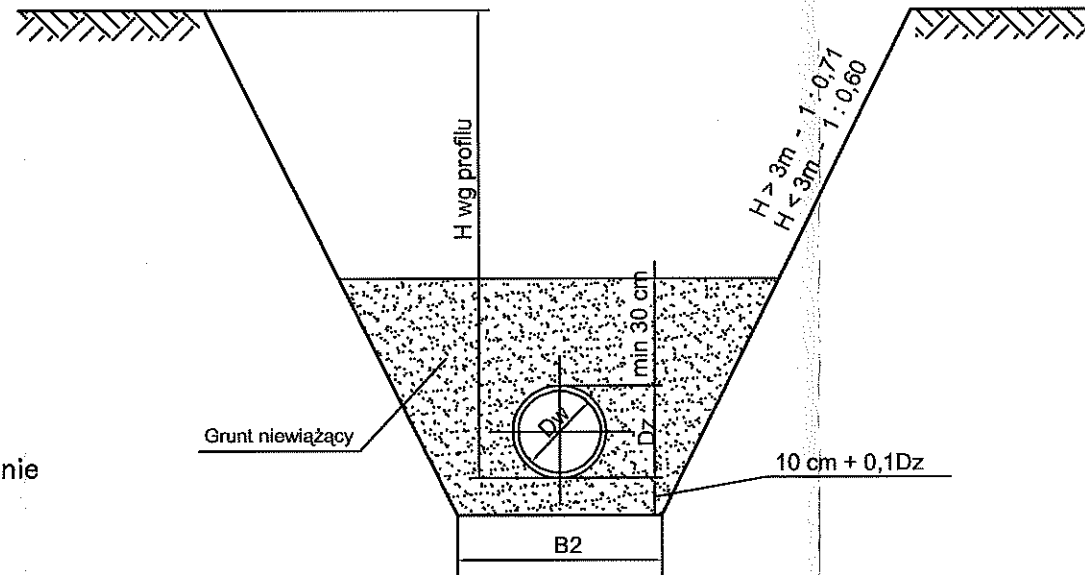 H wg profilu
H > 3m - 1 : 0,71
H < 3m - 1 : 0,60
min 30 cm
Dw
Dz
Grunt niewiążący
10 cm + 0,1Dz
nie
B2